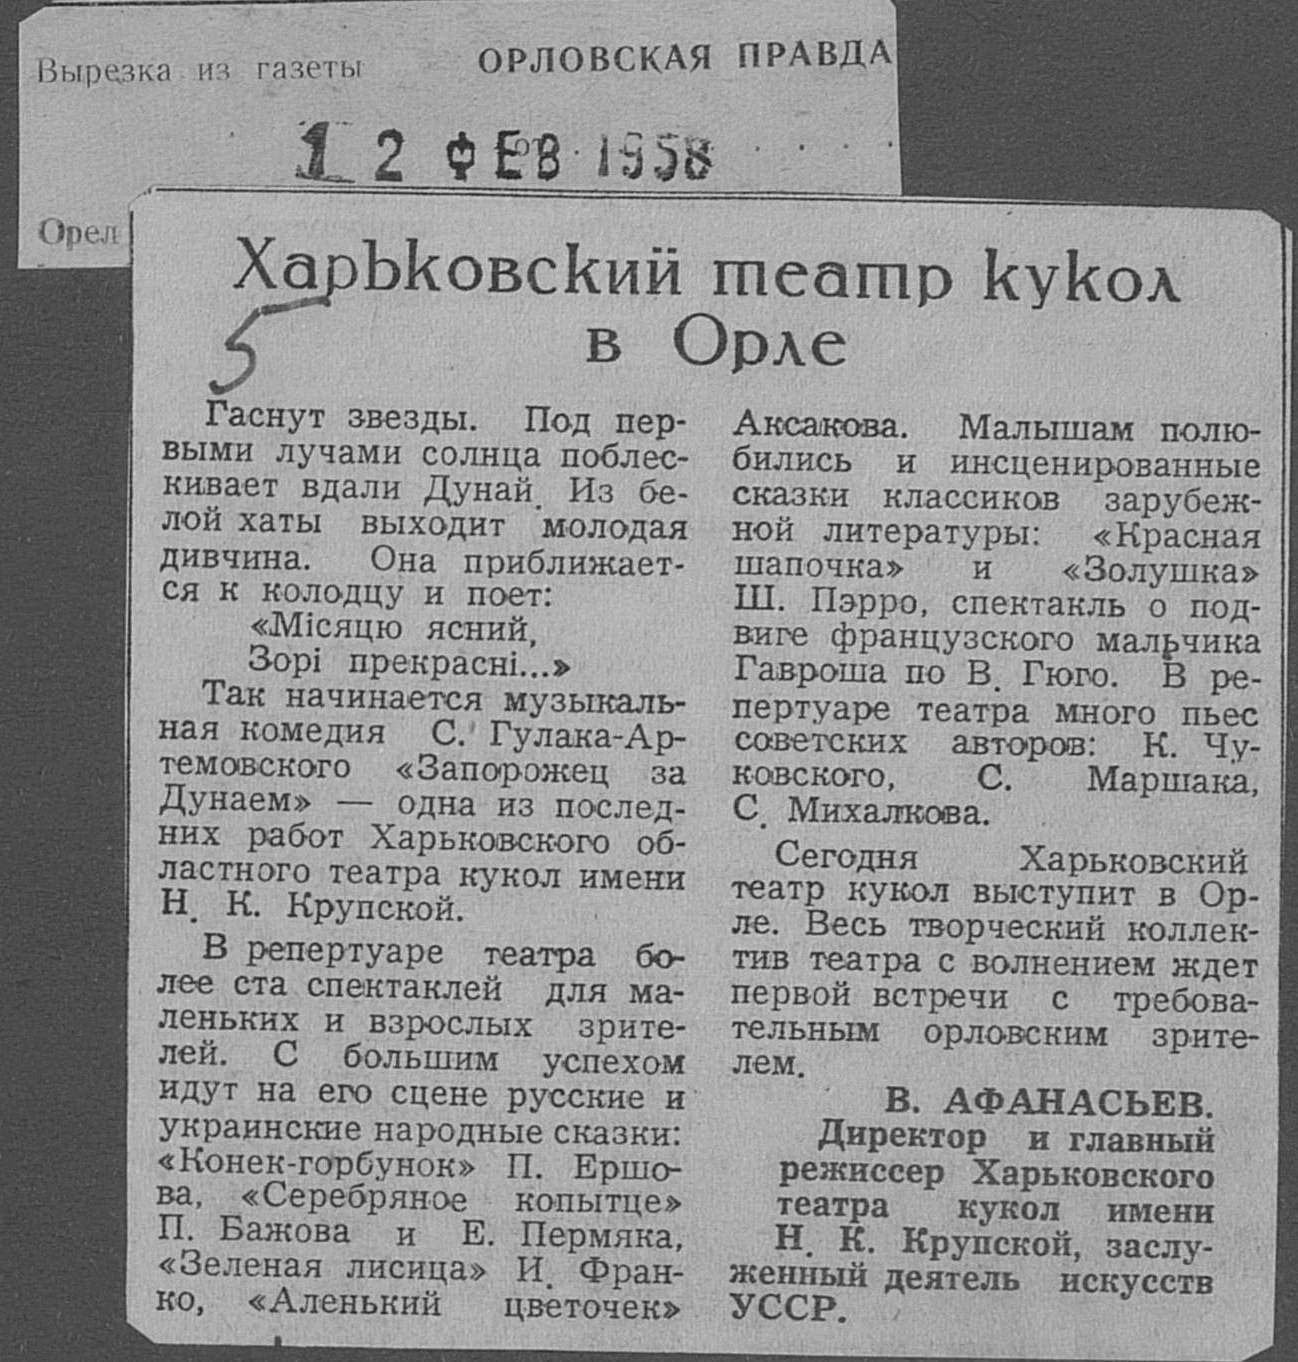 Вырезка из газеты ОРЛОВСКАЯ ПРАВДА
12 ФЕВ 1958
Орел
Харьковский театр кукол
в Орле
5
Гаснут звезды. Под пер-
выми лучами солнца поблес-
кивает вдали Дунай. Из бе-
лой хаты выходит молодая
дивчина. Она приближает-
ся к колодцу и поет:
«Місяцю ясний,
Зорі прекрасні...»
Так начинается музыкаль-
ная комедия С. Гулака-Ар-
темовского «Запорожец за
Дунаем» — одна из послед-
них работ Харьковского об-
ластного театра кукол имени
Н. К. Крупской.
В репертуаре театра бо-
лее ста спектаклей для ма-
леньких и взрослых зрите-
лей. С большим успехом
идут на его сцене русские и
украинские народные сказки:
«Конек-горбунок» П. Ершо-
ва, «Серебряное копытце»
П. Бажова и Е. Пермяка,
«Зеленая лисица» И. Фран-
ко, «Аленький цветочек»
Аксакова. Малышам полю-
бились и инсценированные
сказки классиков зарубеж-
ной литературы: «Красная
шапочка» и «Золушка»
Ш. Пэрро, спектакль о под-
виге французского мальчика
Гавроша по В. Гюго. В ре-
пертуаре театра много пьес
советских авторов: К. Чу-
ковского, С. Маршака,
С. Михалкова.
Сегодня Харьковский
театр кукол выступит в Ор-
ле. Весь творческий коллек-
тив театра с волнением ждет
первой встречи с требова-
тельным орловским зрите-
лем.
В. АФАНАСЬЕВ.
Директор и главный
режиссер Харьковского
театра кукол имени
Н. К. Крупской, заслу-
женный деятель искусств
УССР.